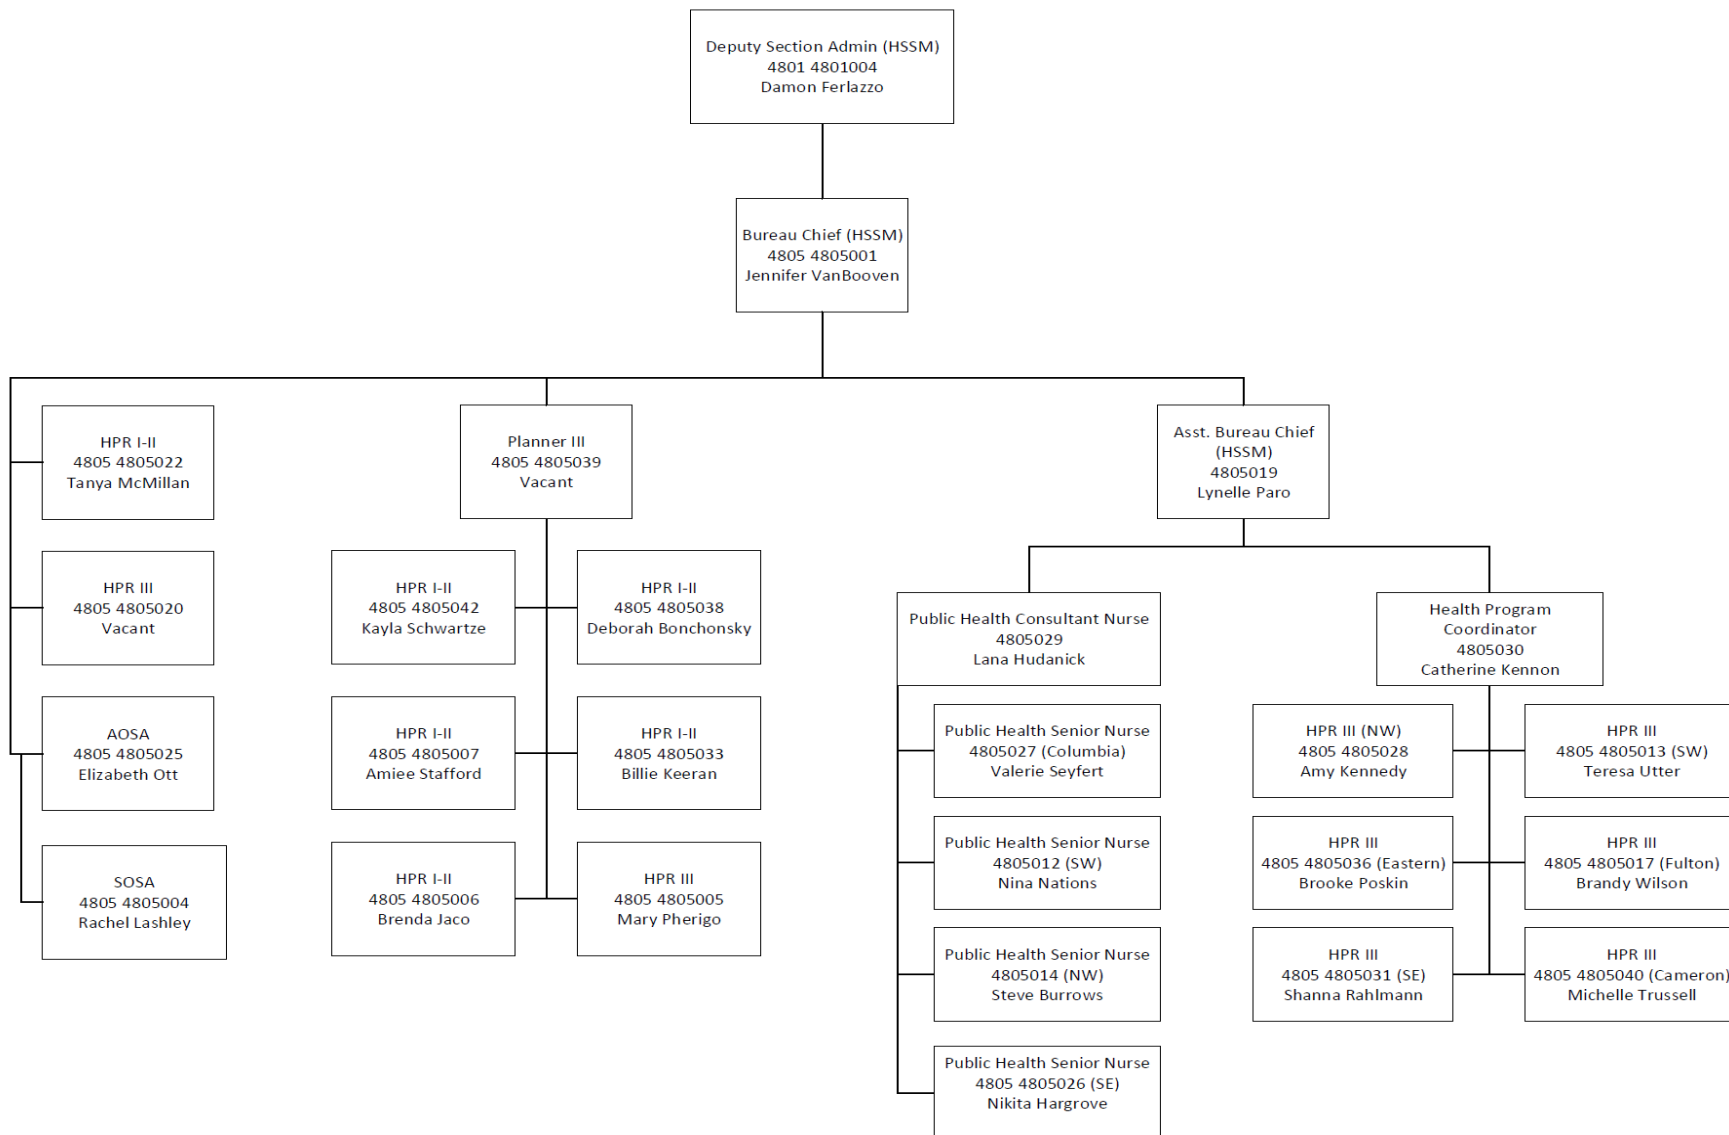 Deputy Section Admin (HSSM)
4801 4801004
Damon Ferlazzo
Bureau Chief (HSSM)
4805 4805001
Jennifer VanBooven
HPR I-II
4805 4805022
Tanya McMillan
HPR III
4805 4805020
Vacant
AOSA
4805 4805025
Elizabeth Ott
SOSA
4805 4805004
Rachel Lashley
Planner III
4805 4805039
Vacant
HPR I-II
4805 4805042
Kayla Schwartze
HPR I-II
4805 4805038
Deborah Bonchonsky
HPR I-II
4805 4805007
Amiee Stafford
HPR I-II
4805 4805033
Billie Keeran
HPR I-II
4805 4805006
Brenda Jaco
HPR III
4805 4805005
Mary Pherigo
Asst. Bureau Chief
(HSSM)
4805019
Lynelle Paro
Public Health Consultant Nurse
4805029
Lana Hudanick
Public Health Senior Nurse
4805027 (Columbia)
Valerie Seyfert
Public Health Senior Nurse
4805012 (SW)
Nina Nations
Public Health Senior Nurse
4805014 (NW)
Steve Burrows
Public Health Senior Nurse
4805 4805026 (SE)
Nikita Hargrove
Health Program
Coordinator
4805030
Catherine Kennon
HPR III (NW)
4805 4805028
Amy Kennedy
HPR III
4805 4805013 (SW)
Teresa Utter
HPR III
4805 4805036 (Eastern)
Brooke Poskin
HPR III
4805 4805017 (Fulton)
Brandy Wilson
HPR III
4805 4805031 (SE)
Shanna Rahlmann
HPR III
4805 4805040 (Cameron)
Michelle Trussell